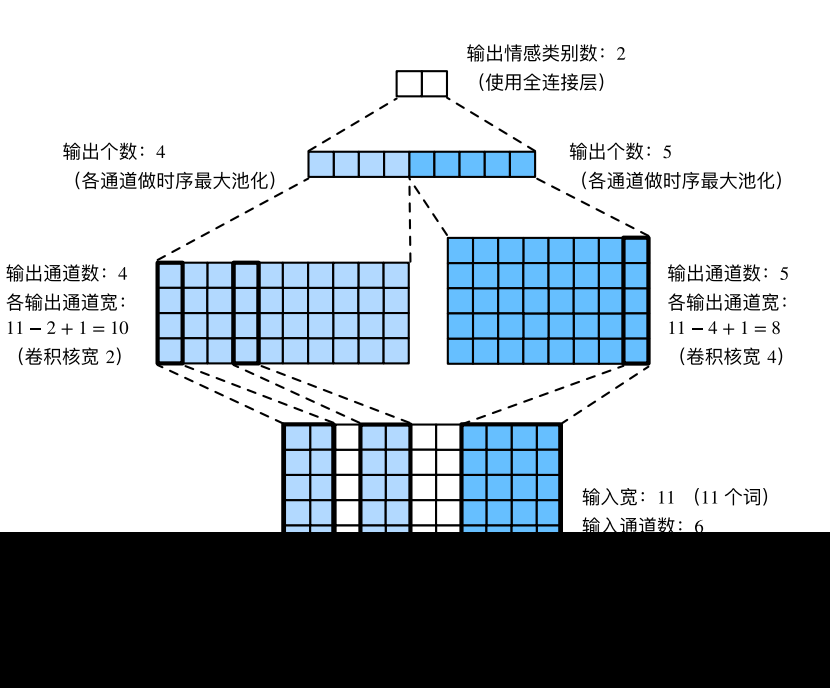 输出情感类别数：2
（使用全连接层）
输出个数：4
（各通道做时序最大池化）
输出个数：5
（各通道做时序最大池化）
输出通道数：4
各输出通道宽：
11 − 2 + 1 = 10
（卷积核宽 2）
输出通道数：5
各输出通道宽：
11 − 4 + 1 = 8
（卷积核宽 4）
输入宽：11 （11 个词）
输入通道数：6